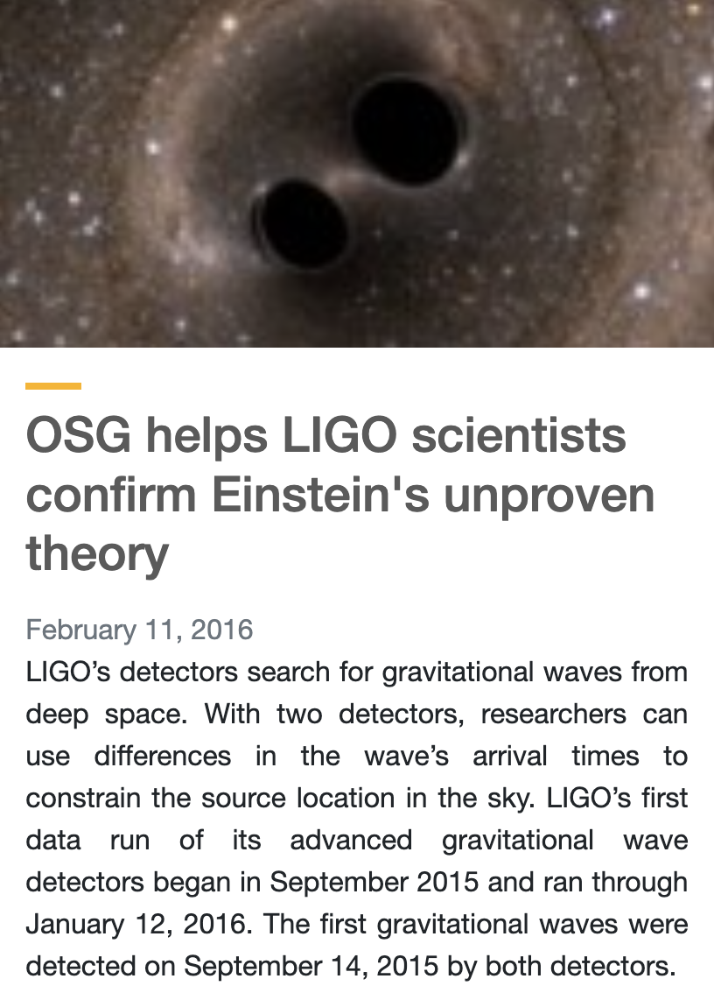 OSG helps LIGO scientists
confirm Einstein's unproven
theory
February 11, 2016
LIGO’s detectors search for gravitational waves from
deep space. With two detectors, researchers can
use differences in the wave’s arrival times to
constrain the source location in the sky. LIGO’s first
data run of its advanced gravitational wave
detectors began in September 2015 and ran through
January 12, 2016. The first gravitational waves were
detected on September 14, 2015 by both detectors.